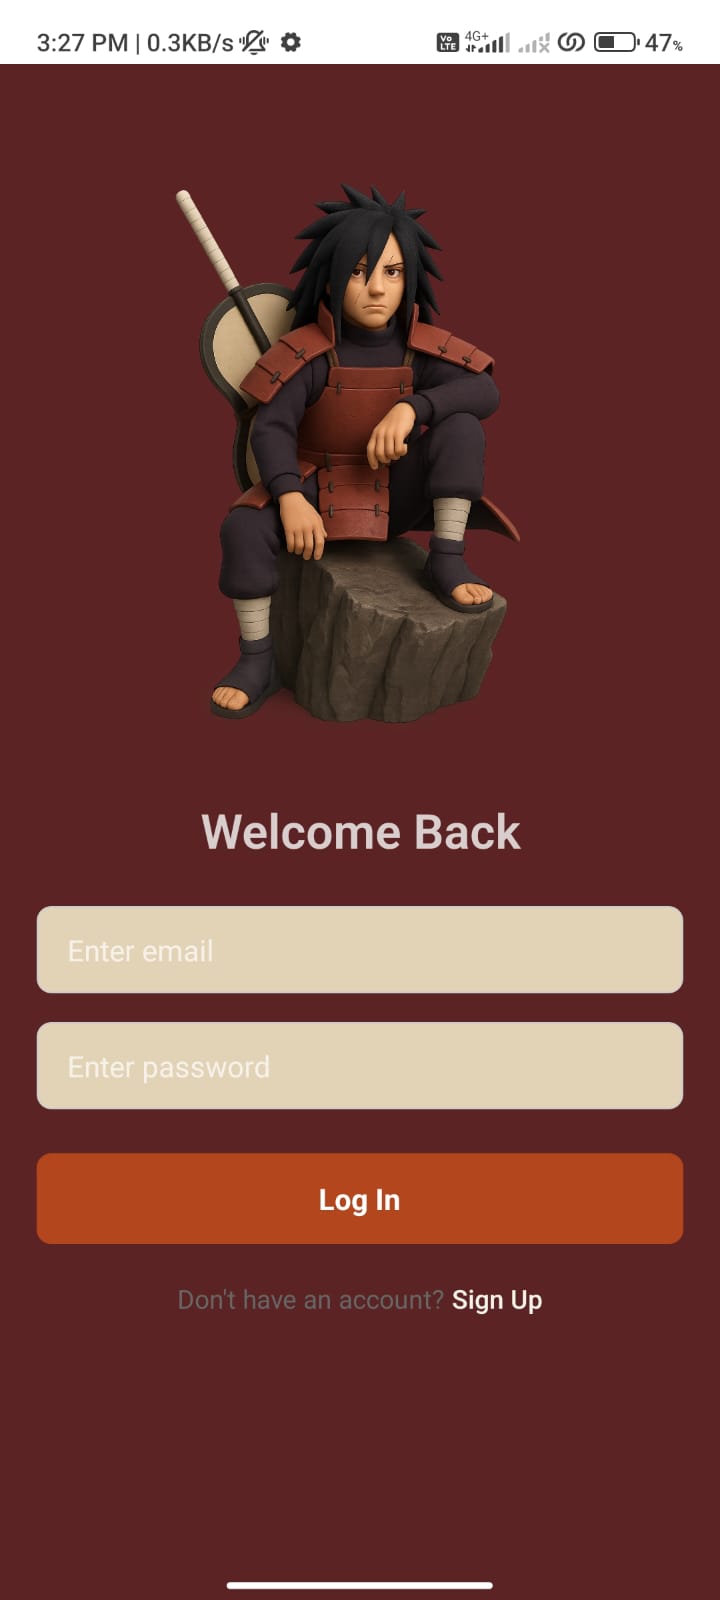 3:27 PM | 0.3KB/s Vo LTE 4G+ 47%
Welcome Back
Enter email
Enter password
Log In
Don't have an account? Sign Up